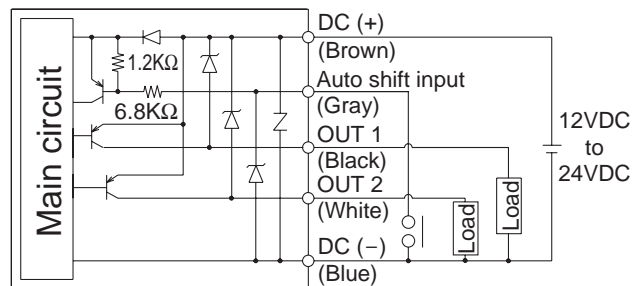 Main circuit
1.2KΩ
6.8KΩ
DC (+)
(Brown)
Auto shift input
(Gray)
OUT 1
(Black)
OUT 2
(White)
DC (−)
(Blue)
Load
Load
12VDC
to
24VDC